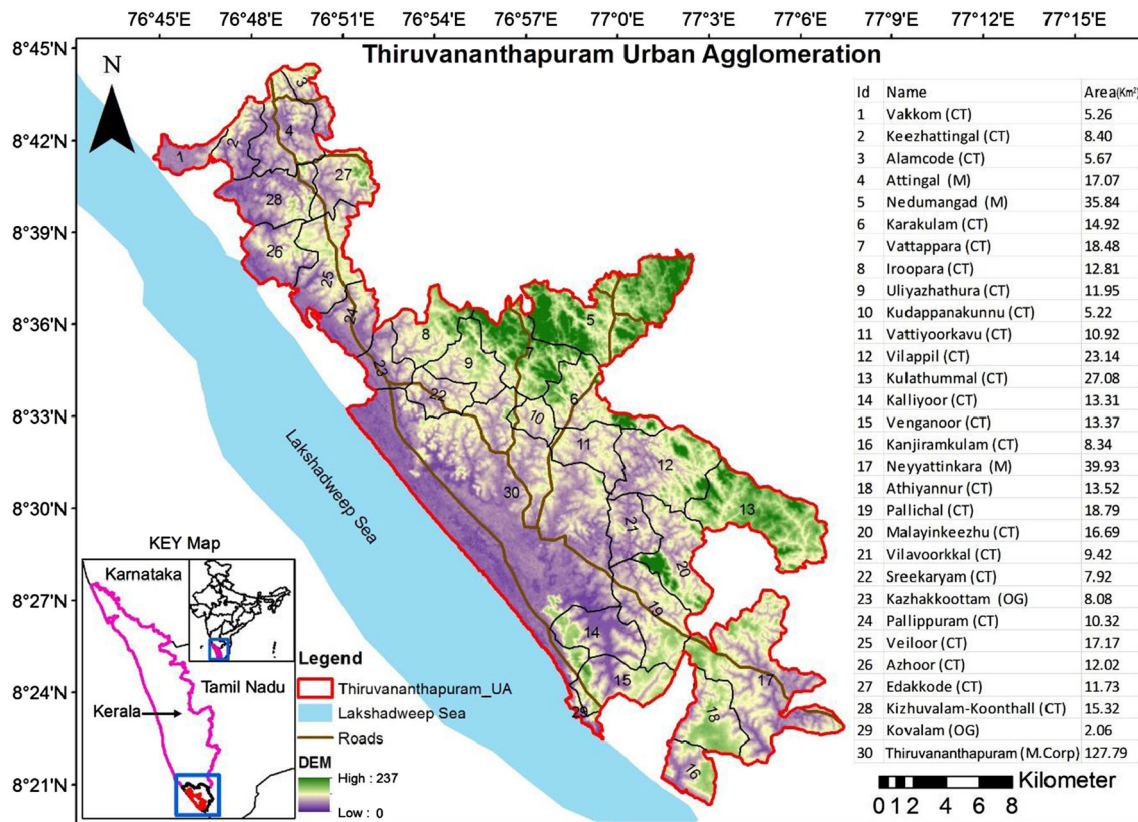 76°45'E 76°48'E 76°51'E 76°54'E 76°57'E 77°0'E 77°3'E 77°6'E 77°9'E 77°12'E 77°15'E
8°45'N
8°42'N
8°39'N
8°36'N
8°33'N
8°30'N
8°27'N
8°24'N
8°21'N
Thiruvananthapuram Urban Agglomeration
N
1
2
3
4
27
28
26
25
24
23
8
9
22
7
5
6
10
11
12
13
30
21
20
19
14
15
29
17
18
16
Lakshadweep Sea
Id Name Area(Km²)
1 Vakkom (CT) 5.26
2 Keezhattingal (CT) 8.40
3 Alamcode (CT) 5.67
4 Attingal (M) 17.07
5 Nedumangad (M) 35.84
6 Karakulam (CT) 14.92
7 Vattappara (CT) 18.48
8 Iroopara (CT) 12.81
9 Uliyazhathura (CT) 11.95
10 Kudappanakunnu (CT) 5.22
11 Vattiyoorkavu (CT) 10.92
12 Vilappil (CT) 23.14
13 Kulathummal (CT) 27.08
14 Kalliyoor (CT) 13.31
15 Venganoor (CT) 13.37
16 Kanjiramkulam (CT) 8.34
17 Neyyattinkara (M) 39.93
18 Athiyannur (CT) 13.52
19 Pallichal (CT) 18.79
20 Malayinkeezhu (CT) 16.69
21 Vilavoorkkal (CT) 9.42
22 Sreekaryam (CT) 7.92
23 Kazhakkoottam (OG) 8.08
24 Pallippuram (CT) 10.32
25 Veiloor (CT) 17.17
26 Azhoor (CT) 12.02
27 Edakkode (CT) 11.73
28 Kizhuvalam-Koonthall (CT) 15.32
29 Kovalam (OG) 2.06
30 Thiruvananthapuram (M.Corp) 127.79
KEY Map
Karnataka
Tamil Nadu
Kerala
Legend
Thiruvananthapuram_UA
Lakshadweep Sea
Roads
DEM
High : 237
Low : 0
Kilometer
0 1 2 4 6 8